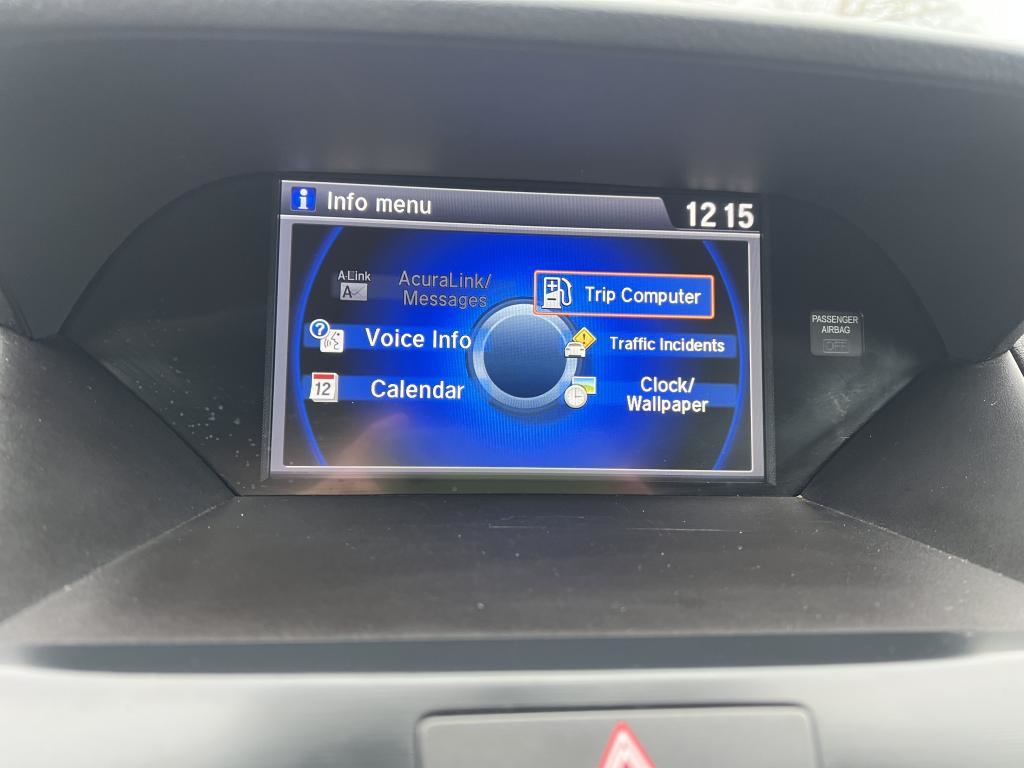 Info menu
12 15
A-Link
A
AcuraLink/
Messages
Trip Computer
Voice Info
Traffic Incidents
12
Calendar
Clock/
Wallpaper
PASSENGER
AIRBAG
OFF